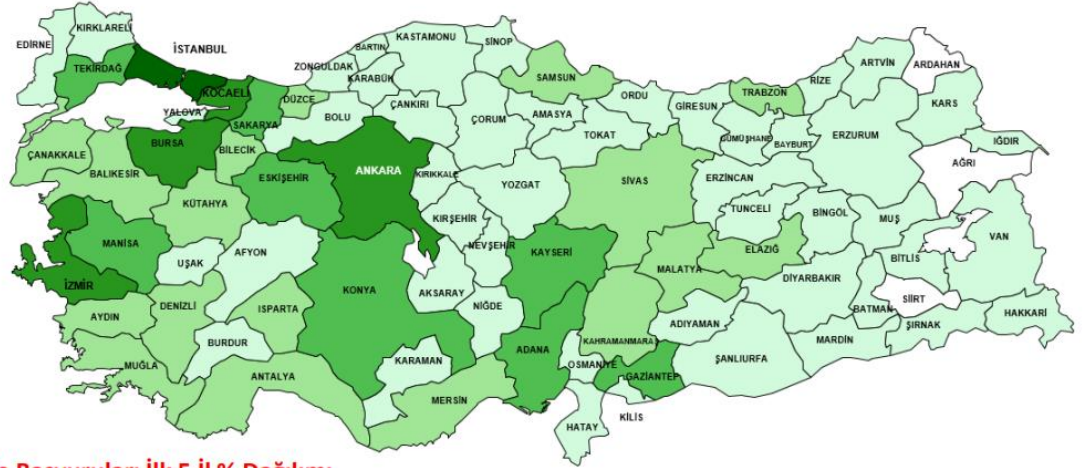 KIRKLARELİ
EDİRNE
TEKİRDAĞ
İSTANBUL
KOCAELİ
YALOVA
SAKARYA
DÜZCE
ZONGULDAK
BARTIN
KARABÜK
KASTAMONU
SİNOP
SAMSUN
ORDU
GİRESUN
TRABZON
RİZE
ARTVİN
ARDAHAN
KARS
IĞDIR
AĞRI
ERZURUM
BAYBURT
GÜMÜŞHANE
TOKAT
AMASYA
ÇORUM
ÇANKIRI
BOLU
BİLECİK
BURSA
ÇANAKKALE
BALIKESİR
KÜTAHYA
ESKİŞEHİR
ANKARA
KIRIKKALE
YOZGAT
SİVAS
ERZİNCAN
TUNCELİ
BİNGÖL
MUŞ
VAN
BİTLİS
ELAZIĞ
MALATYA
KAYSERİ
NEVŞEHİR
KIRŞEHİR
AFYON
UŞAK
MANİSA
İZMİR
AYDIN
DENİZLİ
ISPARTA
KONYA
AKSARAY
NİĞDE
DİYARBAKIR
BATMAN
SİİRT
ŞIRNAK
HAKKARİ
MARDİN
ŞANLIURFA
ADIYAMAN
KAHRAMANMARA
GAZİANTEP
OSMANİYE
ADANA
KARAMAN
BURDUR
MUĞLA
ANTALYA
MERSİN
HATAY
KİLİS